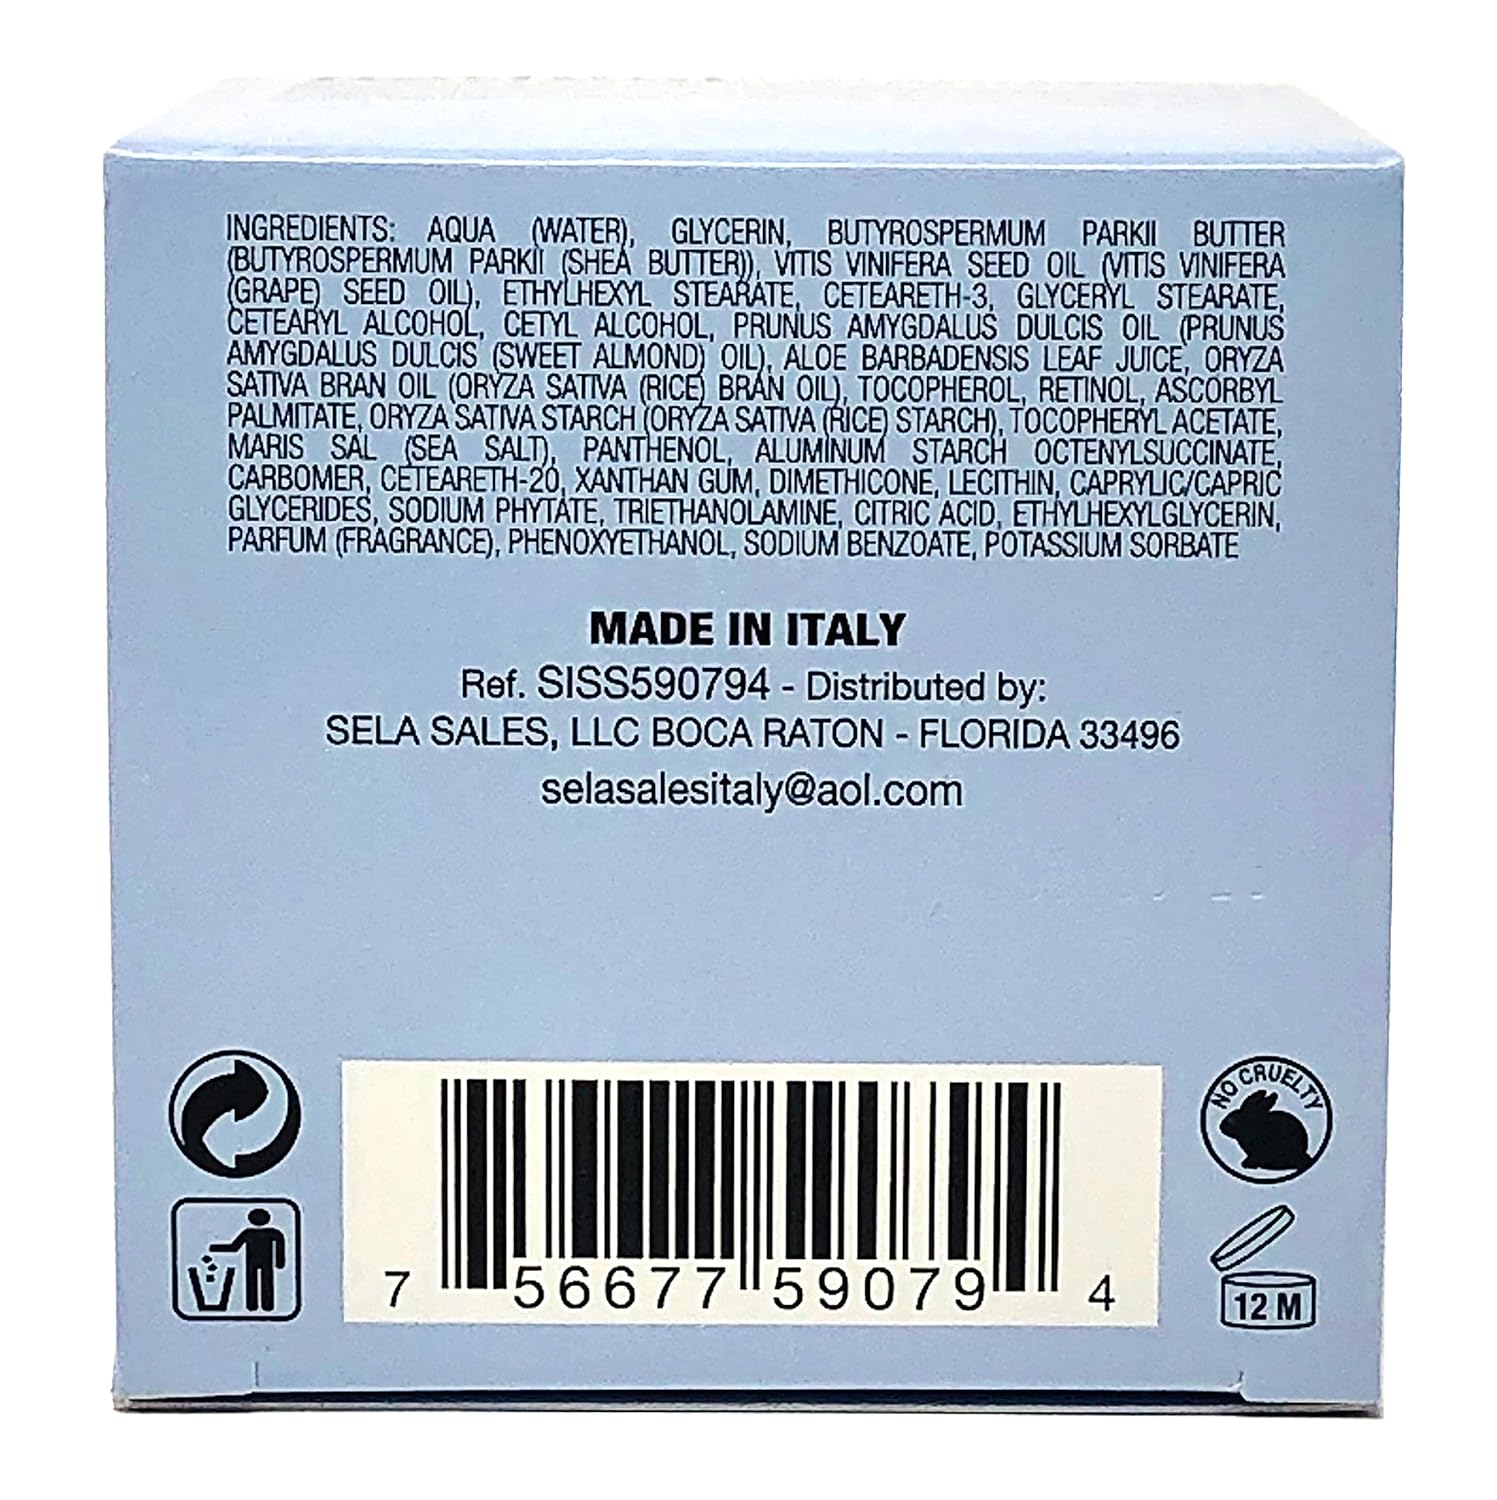 INGREDIENTS: AQUA (WATER), GLYCERIN, BUTYROSPERMUM PARKII BUTTER
(BUTYROSPERMUM PARKII (SHEA BUTTER)), VITIS VINIFERA SEED OIL (VITIS VINIFERA
(GRAPE) SEED OIL), ETHYLHEXYL STEARATE, CETEARETH-3, GLYCERYL STEARATE,
CETEARYL ALCOHOL, CETYL ALCOHOL, PRUNUS AMYGDALUS DULCIS OIL (PRUNUS
AMYGDALUS DULCIS (SWEET ALMOND) OIL), ALOE BARBADENSIS LEAF JUICE, ORYZA
SATIVA BRAN OIL (ORYZA SATIVA (RICE) BRAN OIL), TOCOPHEROL, RETINOL, ASCORBYL
PALMITATE, ORYZA SATIVA STARCH (ORYZA SATIVA (RICE) STARCH), TOCOPHERYL ACETATE,
MARIS SAL (SEA SALT), PANTHENOL, ALUMINUM STARCH OCTENYLSUCCINATE,
CARBOMER, CETEARETH-20, XANTHAN GUM, DIMETHICONE, LECITHIN, CAPRYLIC/CAPRIC
GLYCERIDES, SODIUM PHYTATE, TRIETHANOLAMINE, CITRIC ACID, ETHYLHEXYLGLYCERIN,
PARFUM (FRAGRANCE), PHENOXYETHANOL, SODIUM BENZOATE, POTASSIUM SORBATE
MADE IN ITALY
Ref. SISS590794 - Distributed by:
SELA SALES, LLC BOCA RATON - FLORIDA 33496
selasalesitaly@aol.com
NO CRUELTY
12 M
7 56677 59079 4